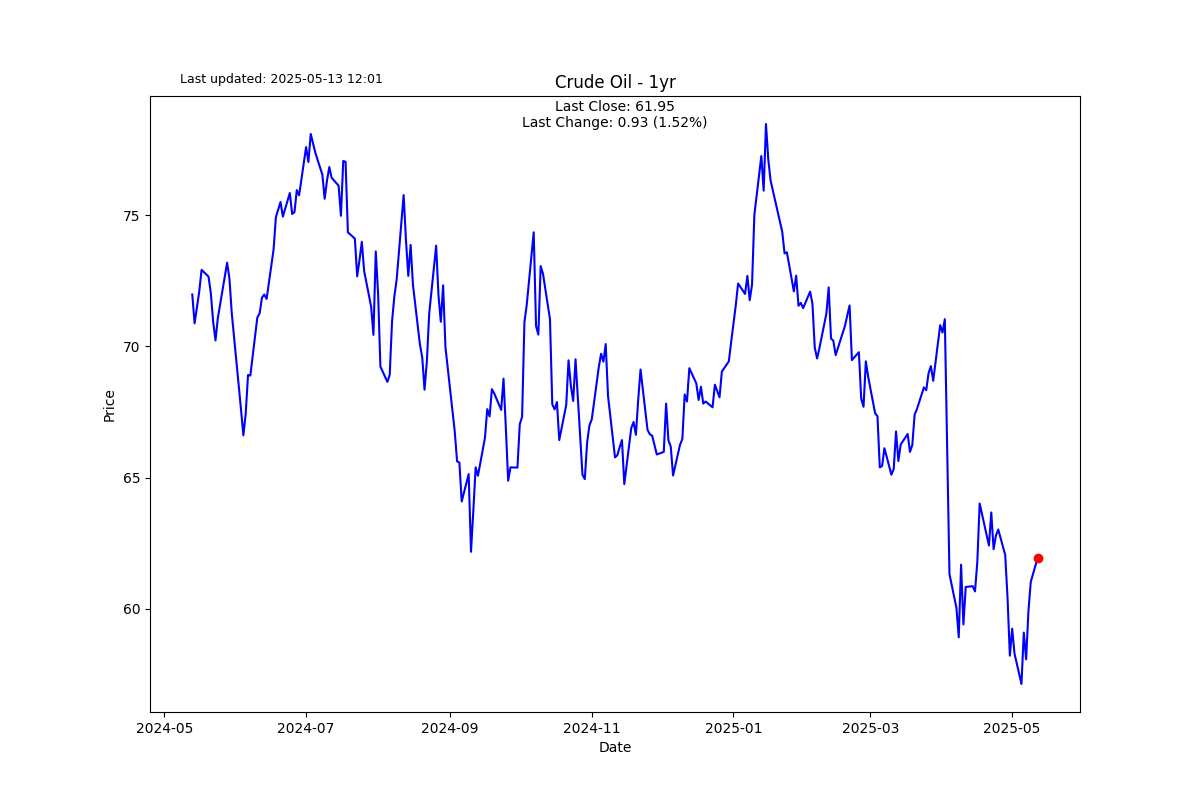 Last updated: 2025-05-13 12:01
Crude Oil - 1yr
Last Close: 61.95
Last Change: 0.93 (1.52%)
75
70
65
60
Price
2024-05
2024-07
2024-09
2024-11
2025-01
2025-03
2025-05
Date